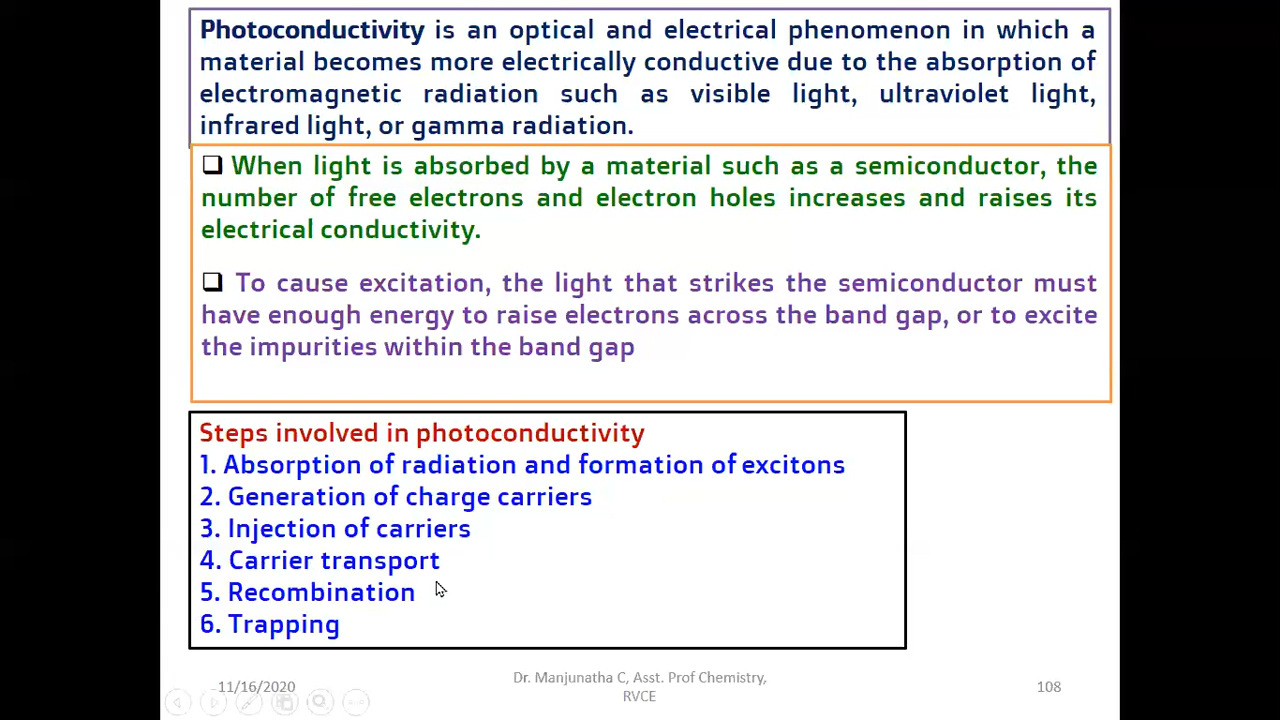 Photoconductivity is an optical and electrical phenomenon in which a
material becomes more electrically conductive due to the absorption of
electromagnetic radiation such as visible light, ultraviolet light,
infrared light, or gamma radiation.
❑ When light is absorbed by a material such as a semiconductor, the
number of free electrons and electron holes increases and raises its
electrical conductivity.
❑ To cause excitation, the light that strikes the semiconductor must
have enough energy to raise electrons across the band gap, or to excite
the impurities within the band gap
Steps involved in photoconductivity
1. Absorption of radiation and formation of excitons
2. Generation of charge carriers
3. Injection of carriers
4. Carrier transport
5. Recombination
6. Trapping
11/16/2020
Dr. Manjunatha C, Asst. Prof Chemistry,
RVCE
108